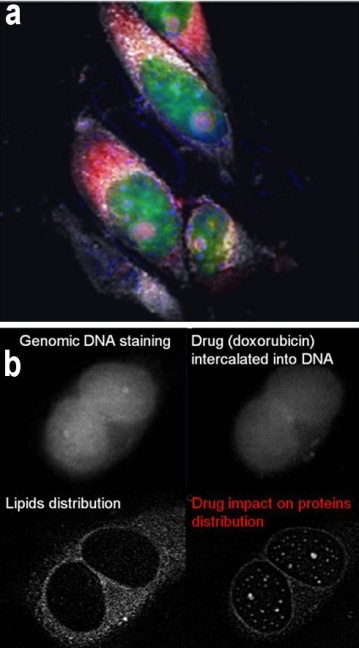 a
b
Genomic DNA staining
Drug (doxorubicin)
intercalated into DNA
Lipids distribution
Drug impact on proteins
distribution